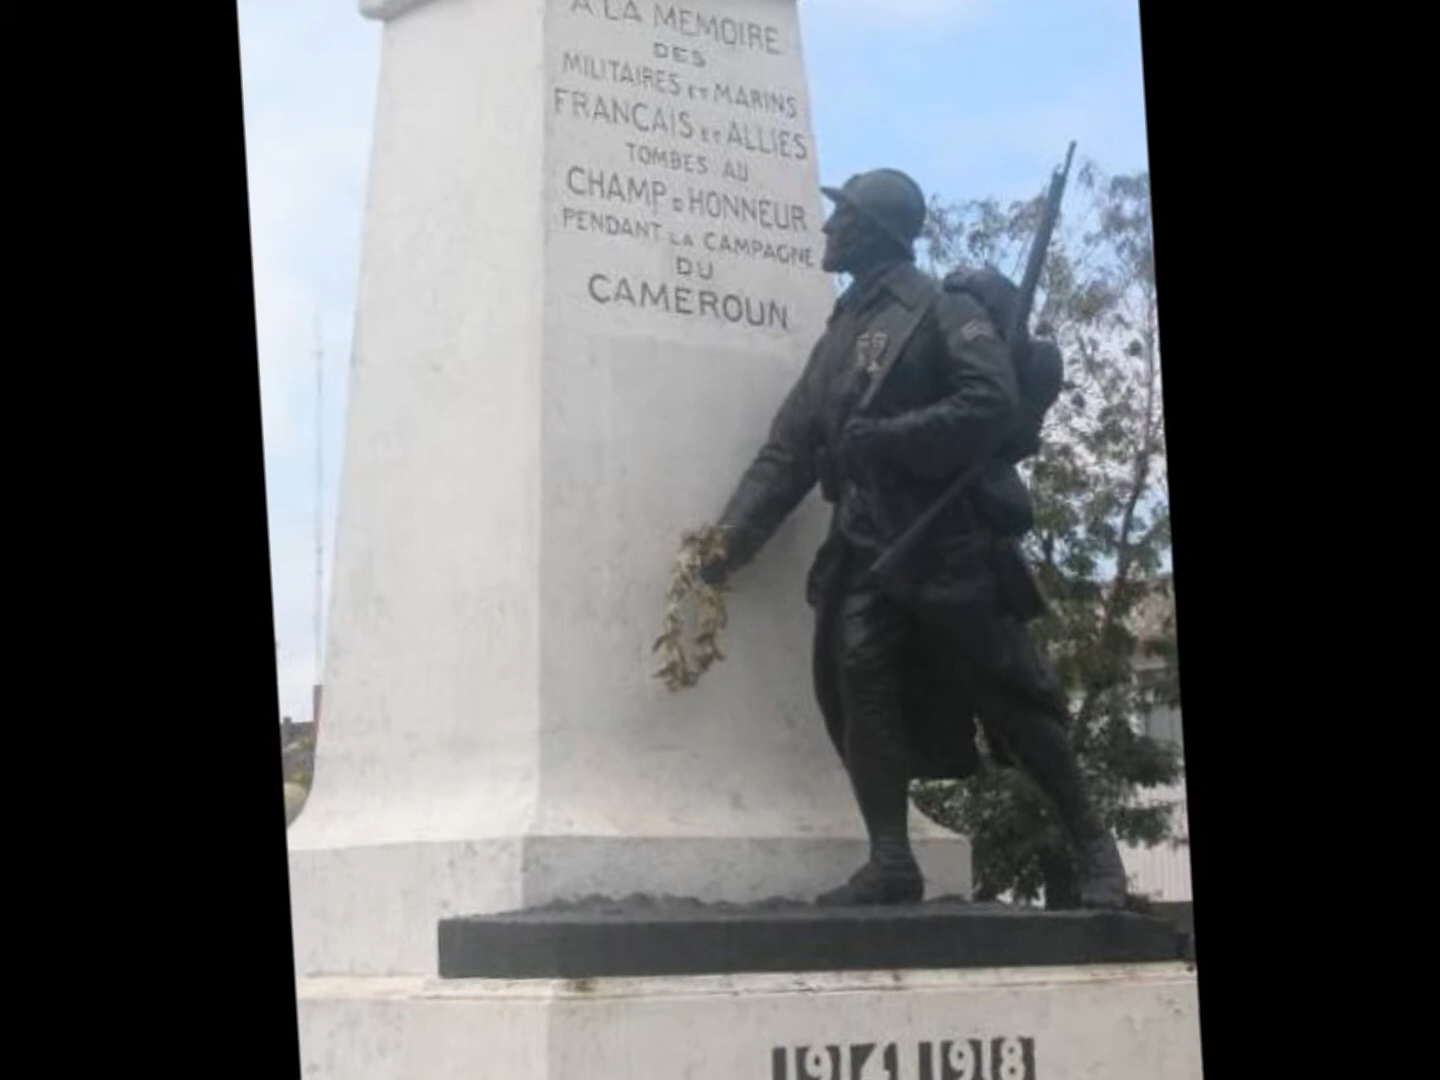 A LA MEMOIRE
DES
MILITAIRES ET MARINS
FRANCAIS ET ALLIES
TOMBES AU
CHAMP D HONNEUR
PENDANT LA CAMPAGNE
DU
CAMEROUN
1914 1918